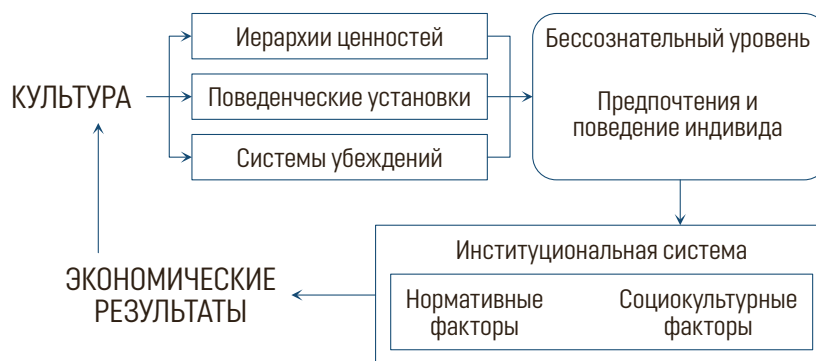 Иерархии ценностей
Бессознательный уровень
КУЛЬТУРА
Поведенческие установки
Предпочтения и
поведение индивида
Системы убеждений
Институциональная система
ЭКОНОМИЧЕСКИЕ
РЕЗУЛЬТАТЫ
Нормативные
факторы
Социокультурные
факторы